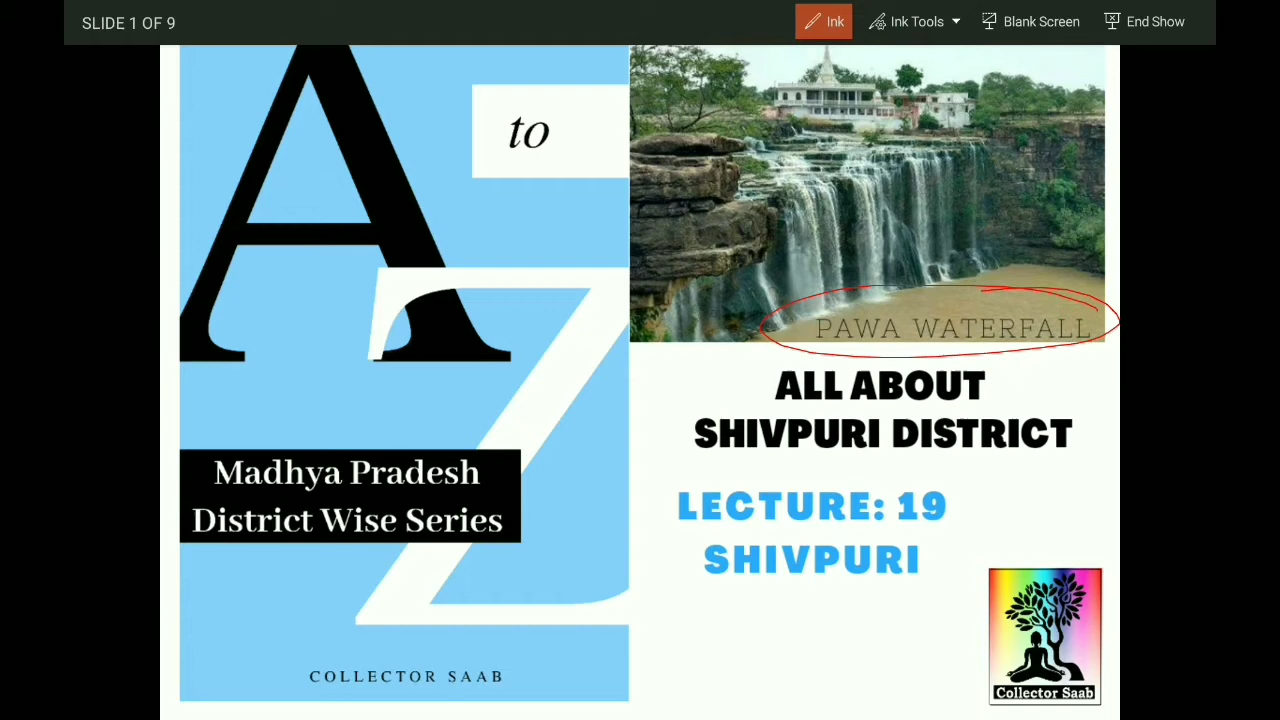 SLIDE 1 OF 9
Ink
Ink Tools
Blank Screen
End Show
A
to
Z
Madhya Pradesh
District Wise Series
COLLECTOR SAAB
PAWA WATERFALL
ALL ABOUT
SHIVPURI DISTRICT
LECTURE: 19
SHIVPURI
Collector Saab